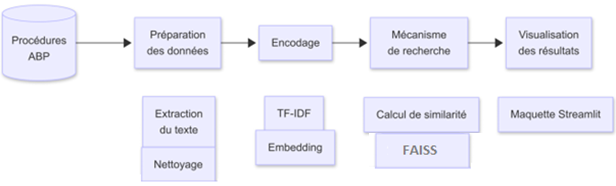 Procédures
ABP
Préparation
des données
Encodage
Mécanisme
de recherche
Visualisation
des résultats
Extraction
du texte
Nettoyage
TF-IDF
Embedding
Calcul de similarité
FAISS
Maquette Streamlit